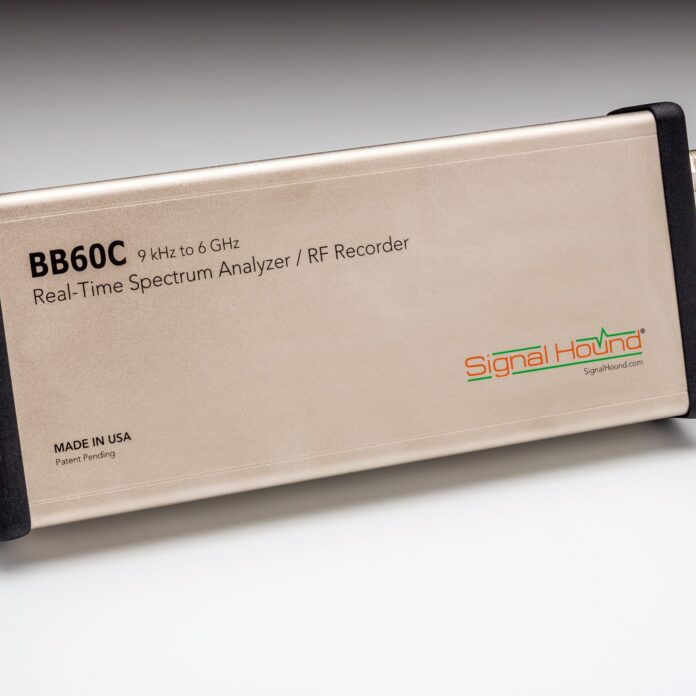 BB60C 9 kHz to 6 GHz
Real-Time Spectrum Analyzer / RF Recorder
Signal Hound®
SignalHound.com
MADE IN USA
Patent Pending